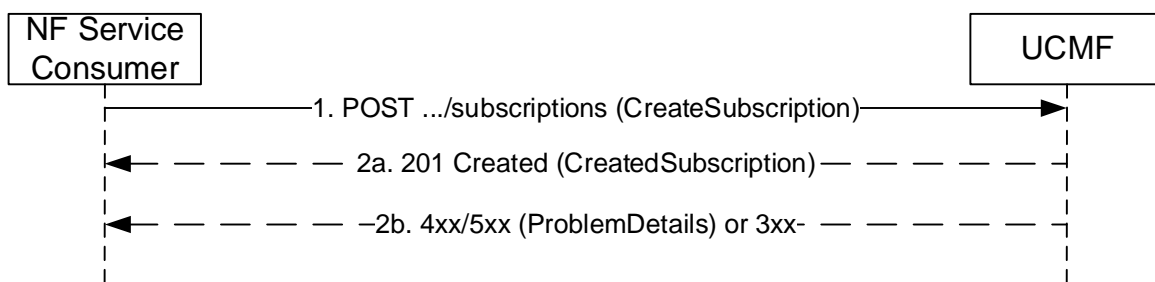 NF Service
Consumer
UCMF
1. POST .../subscriptions (CreateSubscription)
2a. 201 Created (CreatedSubscription)
2b. 4xx/5xx (ProblemDetails) or 3xx